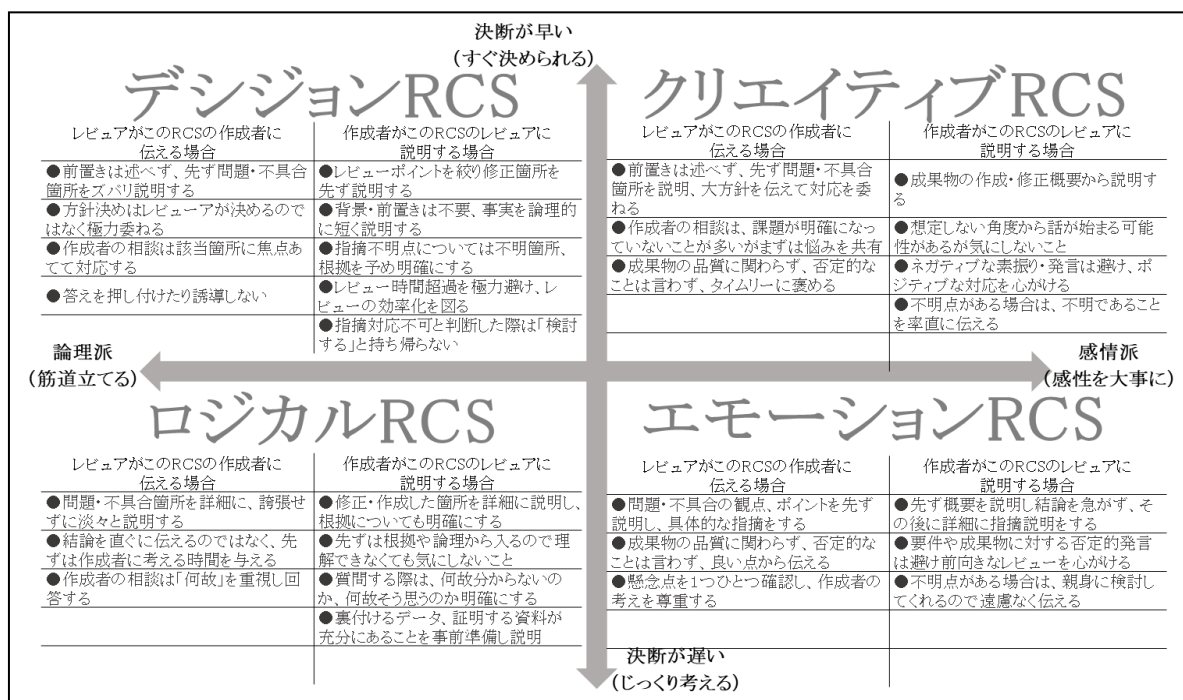 決断が早い
(すぐ決められる)
デシジョンRCS
レビュアがこのRCSの作成者に
伝える場合
●前置きは述べず、先ず問題・不具合
箇所をズバリ説明する
●方針決めはレビューアが決めるのでは
はなく極力委ねる
●作成者の相談は該当箇所に焦点あ
てて対応する
●答えを押し付けたり誘導しない
作成者がこのRCSのレビュアに
説明する場合
●レビューポイントを絞り修正箇所を
先ず説明する
●背景・前置きは不要、事実を論理的
に短く説明する
●指摘不明点については不明箇所、
根拠を予め明確にする
●レビュー時間超過を極力避け、レ
ビューの効率化を図る
●指摘対応不可と判断した際は「検討
する」と持ち帰らない
クリエイティブRCS
レビュアがこのRCSの作成者に
伝える場合
●前置きは述べず、先ず問題・不具合
箇所を説明、大方針を伝えて対応を委
ねる
●作成者の相談は、課題が明確になっ
ていないことが多いがまずは悩みを共有
●成果物の品質に関わらず、否定的な
ことは言わず、タイムリーに褒める
作成者がこのRCSのレビュアに
説明する場合
●成果物の作成・修正概要から説明す
る
●想定しない角度から話が始まる可能
性があるが気にしないこと
●ネガティブな素振り・発言は避け、ポ
ジティブな対応を心がける
●不明点がある場合は、不明であること
を率直に伝える
論理派
(筋道立てる)
感情派
(感性を大事に)
ロジカルRCS
レビュアがこのRCSの作成者に
伝える場合
●問題・不具合箇所を詳細に、誇張せ
ずに淡々と説明する
●結論を直ぐに伝えるのではなく、先
ずは作成者に考える時間を与える
●作成者の相談は「何故」を重視し回
答する
作成者がこのRCSのレビュアに
説明する場合
●修正・作成した箇所を詳細に説明し、
根拠についても明確にする
●先ずは根拠や論理から入るので理
解できなくても気にしないこと
●質問する際は、何故分からないの
か、何故そう思うのか明確にする
●裏付けるデータ、証明する資料が
充分にあることを事前準備し説明
エモーションRCS
レビュアがこのRCSの作成者に
伝える場合
●問題・不具合の観点、ポイントを先ず
説明し、具体的な指摘をする
●成果物の品質に関わらず、否定的な
ことは言わず、良い点から伝える
●懸念点を1つひとつ確認し、作成者の
考えを尊重する
作成者がこのRCSのレビュアに
説明する場合
●先ず概要を説明し結論を急がず、そ
の後に詳細に指摘説明をする
●要件や成果物に対する否定的発言
は避け前向きなレビューを心がける
●不明点がある場合は、親身に検討し
てくれるので遠慮なく伝える
決断が遅い
(じっくり考える)